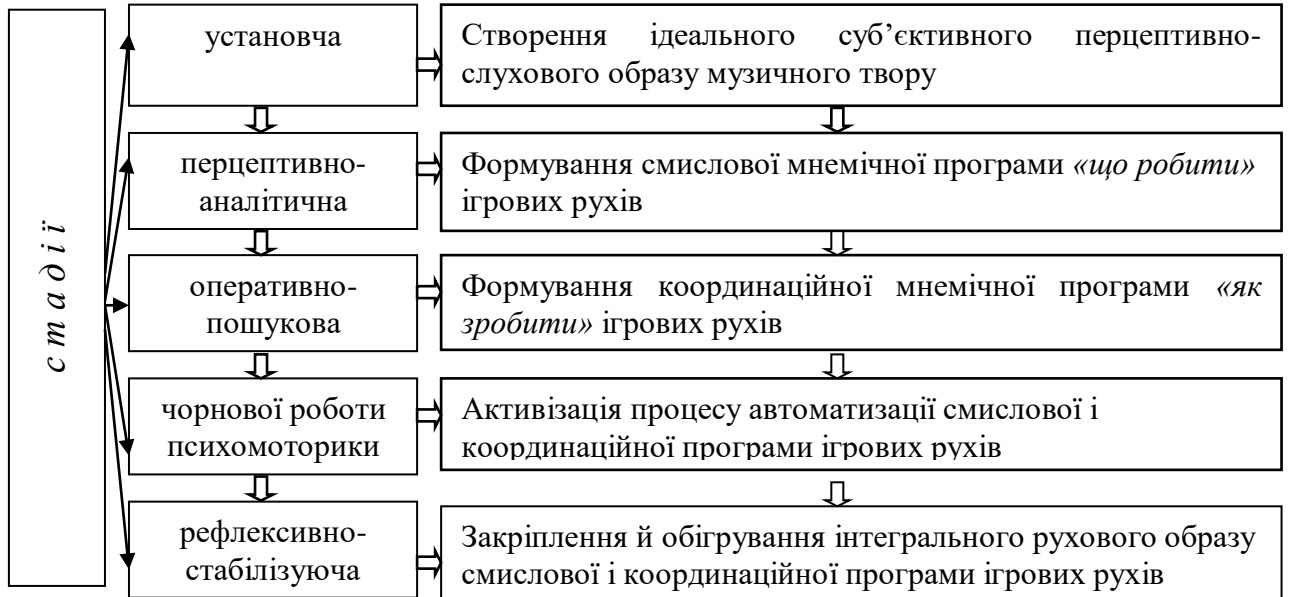 стадії
установча
Створення ідеального суб’єктивного перцептивно-
слухового образу музичного твору
перцептивно-
аналітична
Формування смислової мнемічної програми «що робити»
ігрових рухів
оперативно-
пошукова
Формування координаційної мнемічної програми «як
зробити» ігрових рухів
чорнової роботи
психомоторики
Активізація процесу автоматизації смислової і
координаційної програми ігрових рухів
рефлексивно-
стабілізуюча
Закріплення й обігрування інтегрального рухового образу
смислової і координаційної програми ігрових рухів